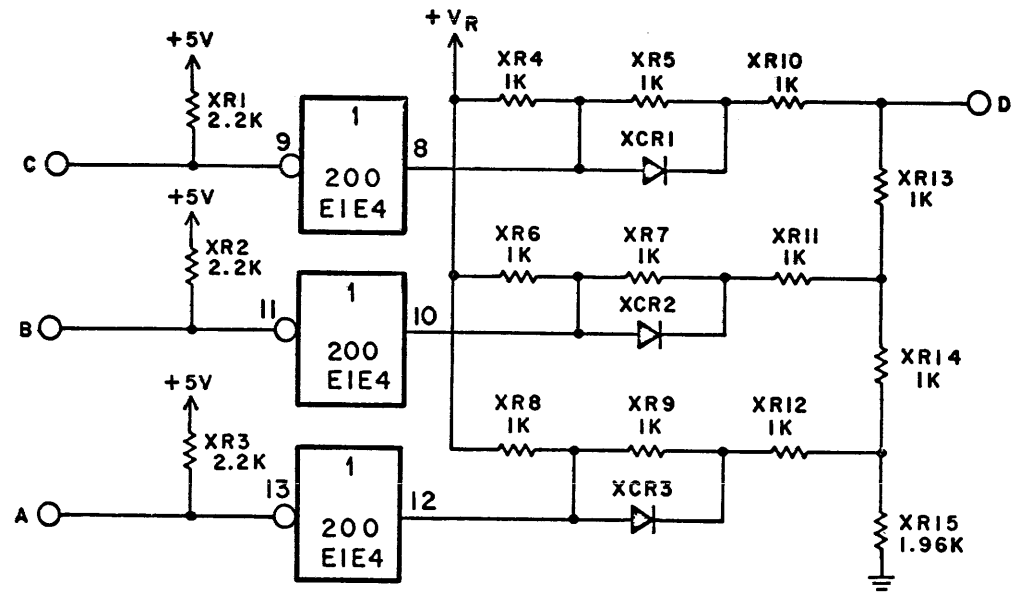 +V_R
+5V
XR1
2.2K
C
9
1
200
E1E4
8
XR4
1K
XR5
1K
XR10
1K
XCR1
D
XR13
1K
+5V
XR2
2.2K
B
11
1
200
E1E4
10
XR6
1K
XR7
1K
XR11
1K
XCR2
XR14
1K
+5V
XR3
2.2K
A
13
1
200
E1E4
12
XR8
1K
XR9
1K
XR12
1K
XCR3
XR15
1.96K